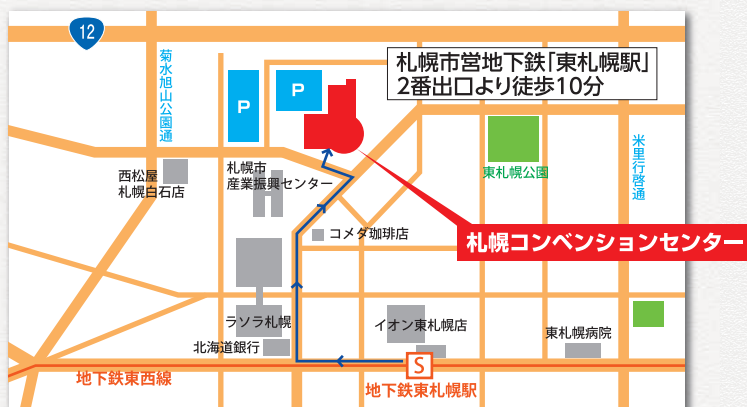 12
札幌市営地下鉄「東札幌駅」
2番出口より徒歩10分
菊水旭山公園通
P
P
西松屋
札幌白石店
札幌市
産業振興センター
東札幌公園
米里行啓通
コメダ珈琲店
札幌コンベンションセンター
ラソラ札幌
イオン東札幌店
東札幌病院
北海道銀行
S
地下鉄東西線
地下鉄東札幌駅